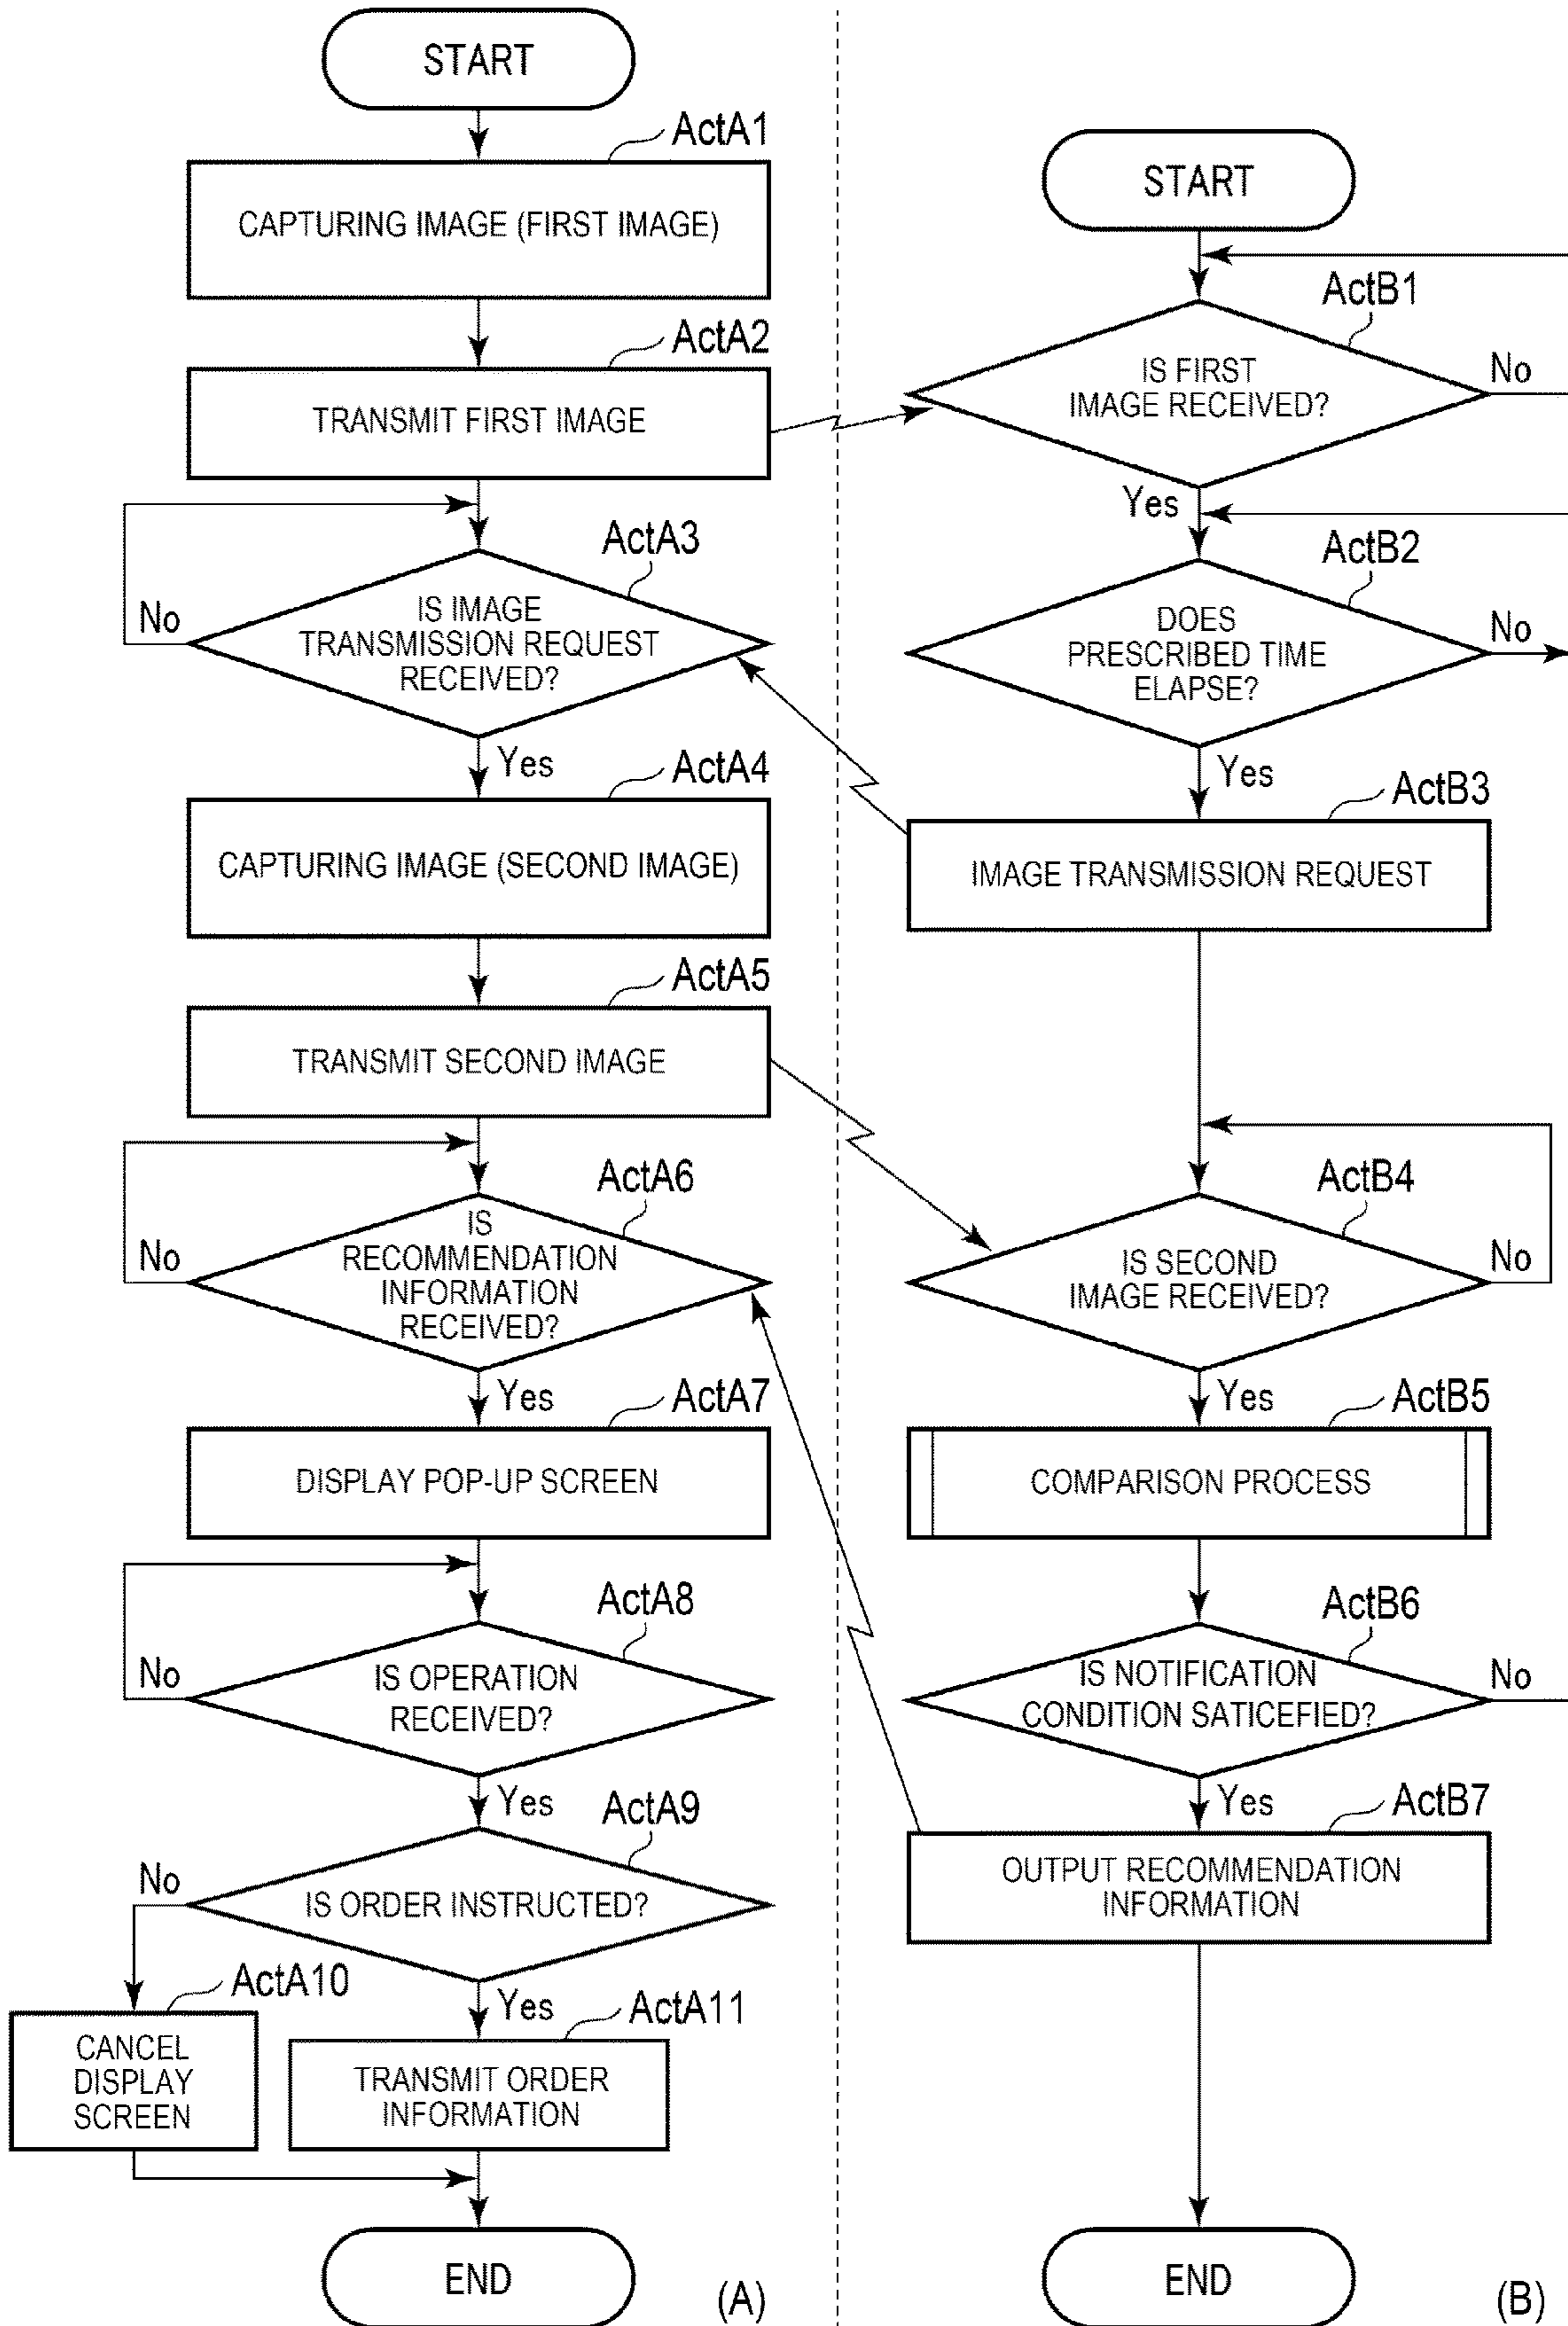 START
ActA1
CAPTURING IMAGE (FIRST IMAGE)
ActA2
TRANSMIT FIRST IMAGE
ActA3
IS IMAGE
TRANSMISSION REQUEST
RECEIVED?
No
Yes
ActA4
CAPTURING IMAGE (SECOND IMAGE)
ActA5
TRANSMIT SECOND IMAGE
ActA6
IS
RECOMMENDATION
INFORMATION
RECEIVED?
No
Yes
ActA7
DISPLAY POP-UP SCREEN
ActA8
IS OPERATION
RECEIVED?
No
Yes
ActA9
IS ORDER INSTRUCTED?
No
Yes
ActA10
CANCEL
DISPLAY
SCREEN
ActA11
TRANSMIT ORDER
INFORMATION
END
(A)
START
ActB1
IS FIRST
IMAGE RECEIVED?
No
Yes
ActB2
DOES
PRESCRIBED TIME
ELAPSE?
No
Yes
ActB3
IMAGE TRANSMISSION REQUEST
ActB4
IS SECOND
IMAGE RECEIVED?
No
Yes
ActB5
COMPARISON PROCESS
ActB6
IS NOTIFICATION
CONDITION SATICEFIED?
No
Yes
ActB7
OUTPUT RECOMMENDATION
INFORMATION
END
(B)